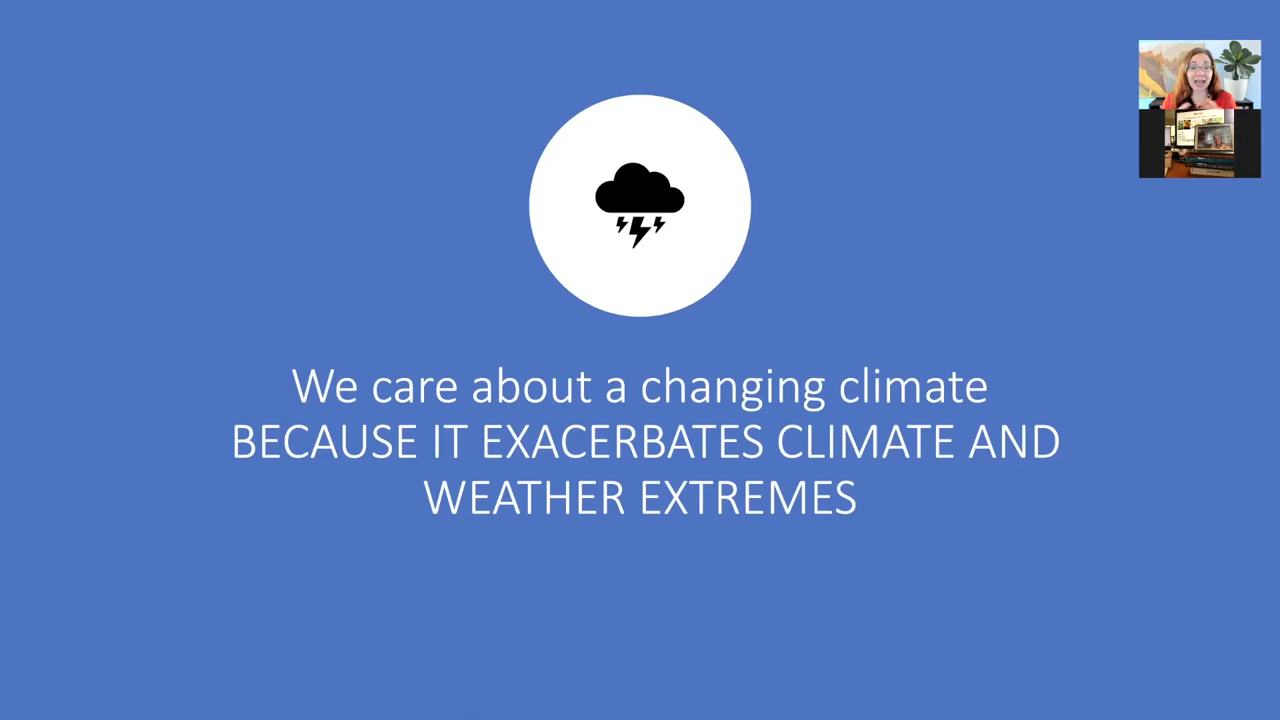 We care about a changing climate
BECAUSE IT EXACERBATES CLIMATE AND
WEATHER EXTREMES